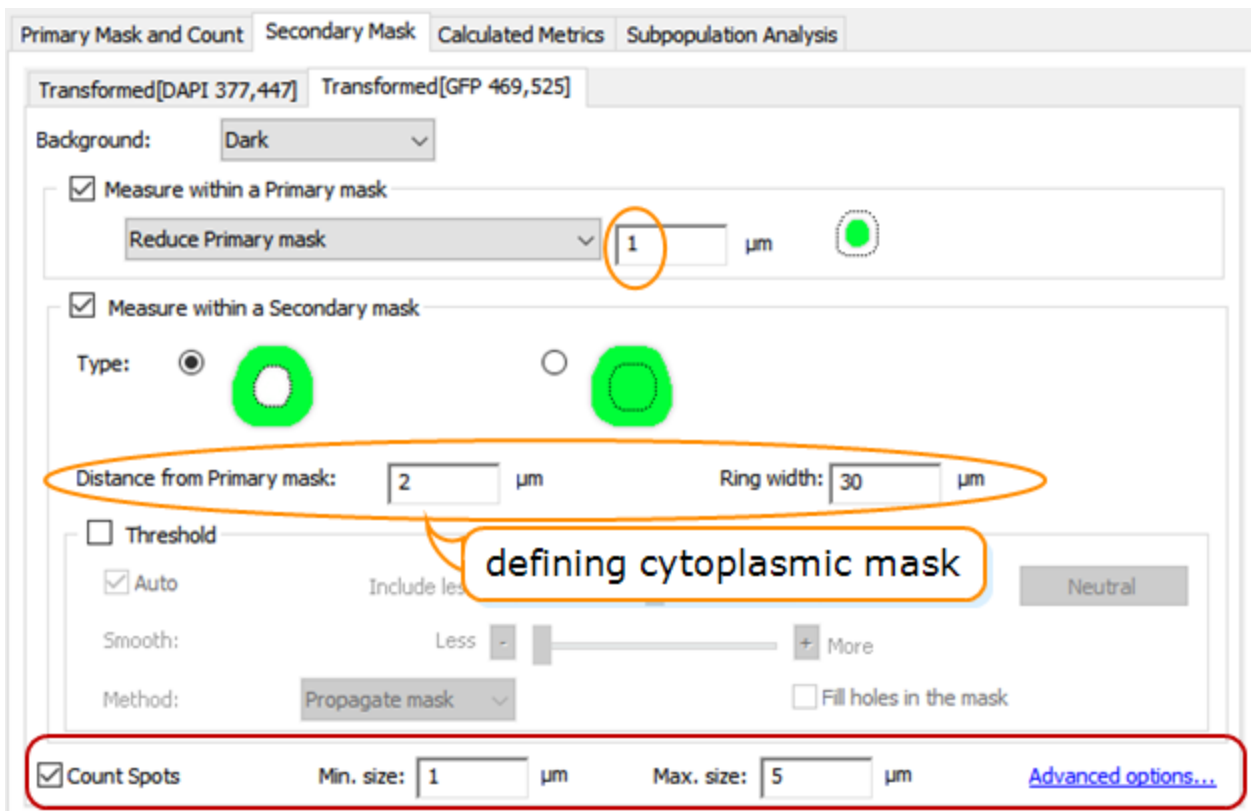 Primary Mask and Count Secondary Mask Calculated Metrics Subpopulation Analysis
Transformed[DAPI 377,447] Transformed[GFP 469,525]
Background: Dark
Measure within a Primary mask
Reduce Primary mask 1 µm
Measure within a Secondary mask
Type:
Distance from Primary mask: 2 µm Ring width: 30 µm
Threshold
defining cytoplasmic mask
Auto Include Neutral
Smooth: Less - + More
Method: Propagate mask Fill holes in the mask
Count Spots Min. size: 1 µm Max. size: 5 µm Advanced options...